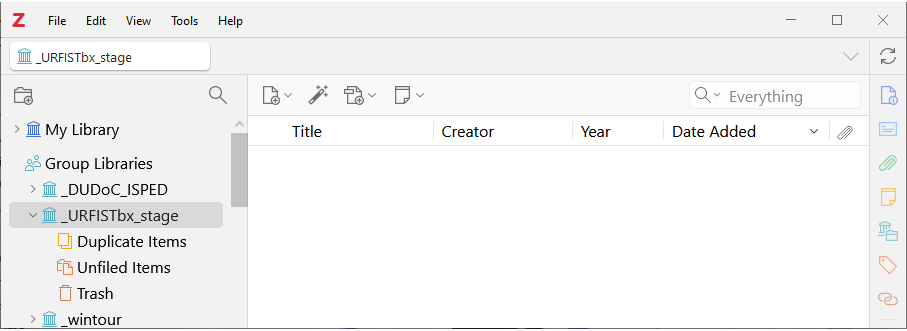 Z File Edit View Tools Help
_URFISTbx_stage
Everything
My Library
Title Creator Year Date Added
Group Libraries
_DUDoC_ISPED
_URFISTbx_stage
Duplicate Items
Unfiled Items
Trash
_wintour